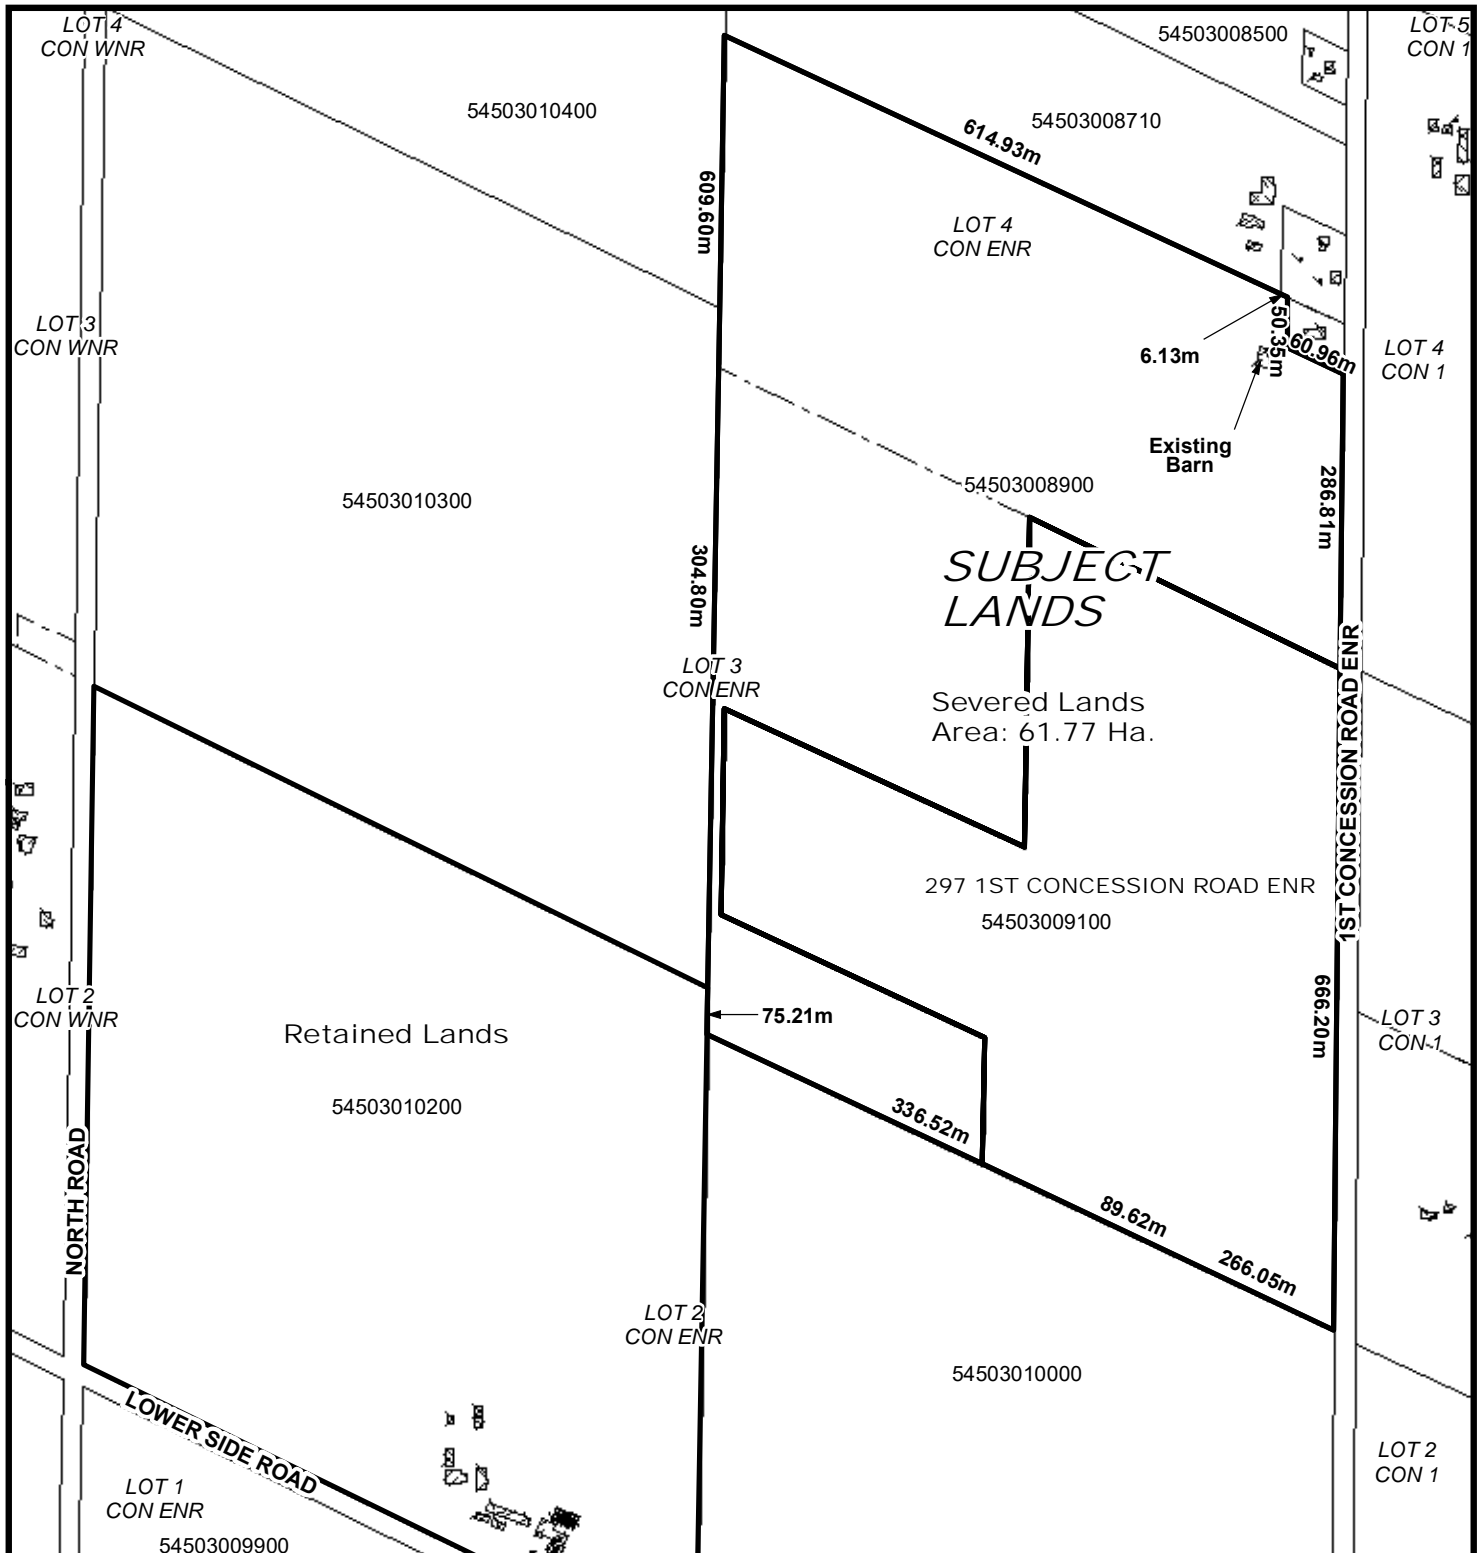 LOT 4
CON WNR
54503008500
LOT 5
CON 1
54503010400
614.93m
54503008710
609.60m
LOT 4
CON ENR
LOT 3
CON WNR
6.13m
50.35m
60.96m
LOT 4
CON 1
Existing
Barn
54503010300
54503008900
286.81m
SUBJECT
LANDS
304.80m
LOT 3
CON ENR
Severed Lands
Area: 61.77 Ha.
1ST CONCESSION ROAD ENR
297 1ST CONCESSION ROAD ENR
54503009100
LOT 2
CON WNR
Retained Lands
75.21m
666.20m
LOT 3
CON 1
54503010200
336.52m
NORTH ROAD
89.62m
266.05m
LOT 2
CON ENR
54503010000
LOWER SIDE ROAD
LOT 2
CON 1
LOT 1
CON ENR
54503009900